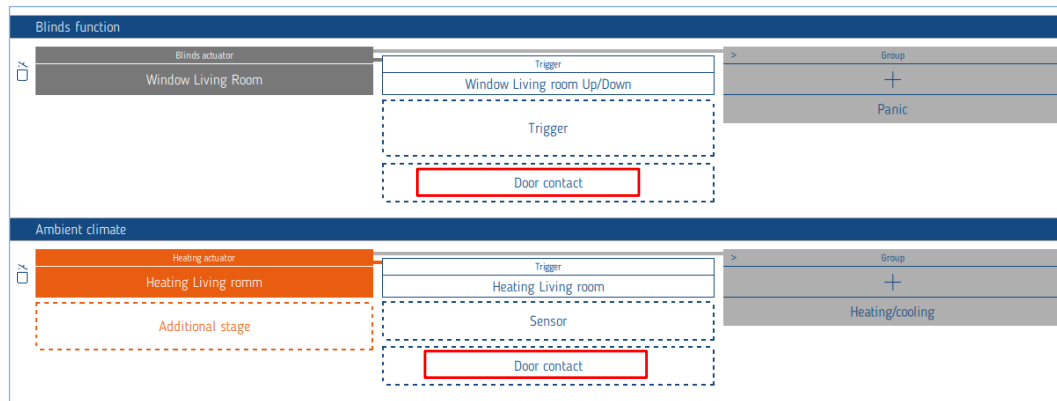 Blinds function
Blinds actuator
Window Living Room
Trigger
Window Living room Up/Down
Trigger
Door contact
> Group
+
Panic
Ambient climate
Heating actuator
Heating Living romm
Additional stage
Trigger
Heating Living room
Sensor
Door contact
> Group
+
Heating/cooling